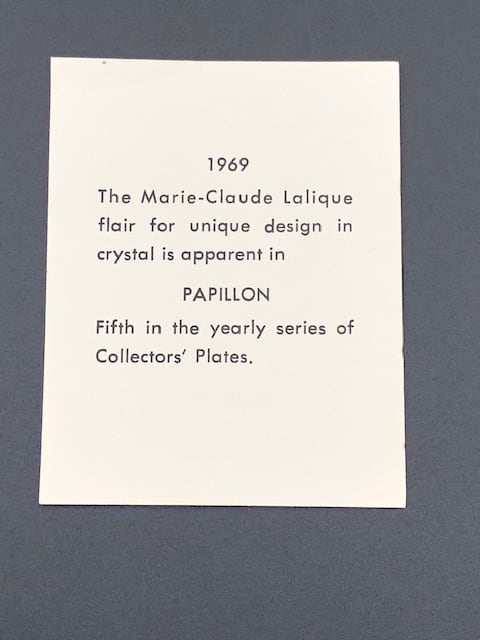 1969
The Marie-Claude Lalique
flair for unique design in
crystal is apparent in
PAPILLON
Fifth in the yearly series of
Collectors' Plates.